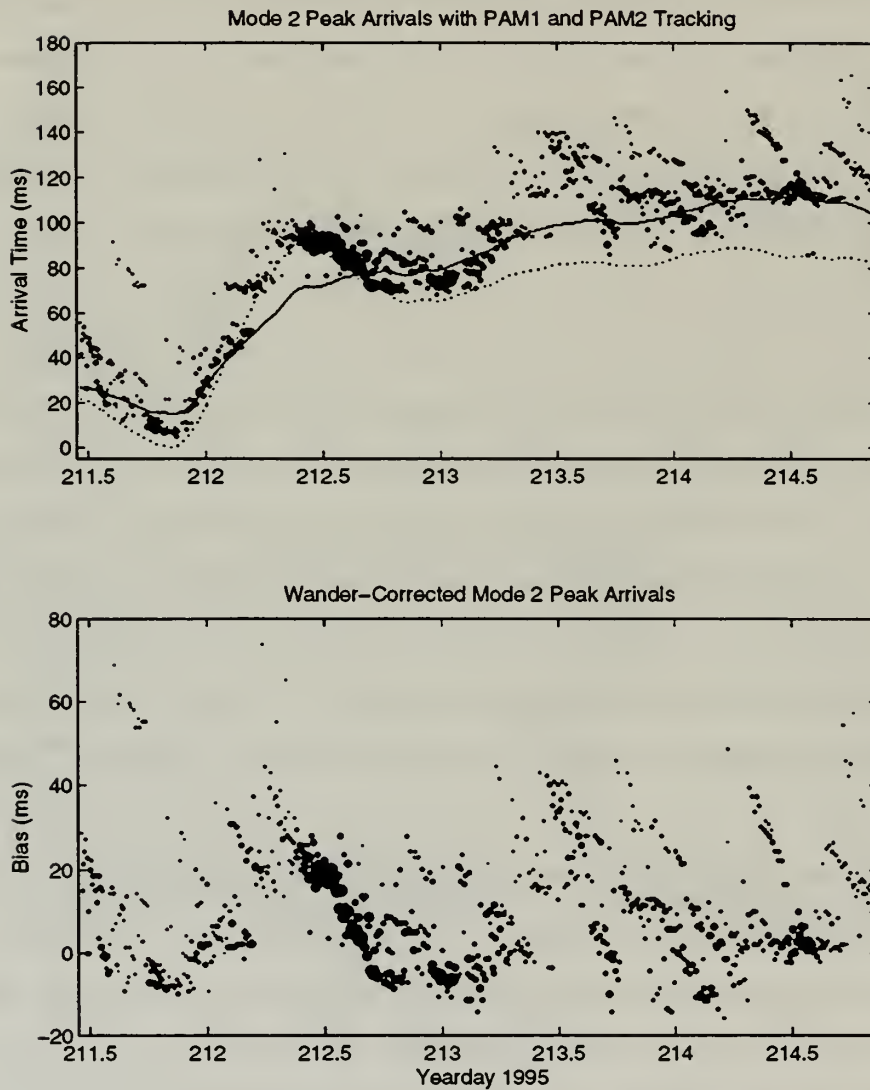 Mode 2 Peak Arrivals with PAM1 and PAM2 Tracking
180
160
140
120
100
80
60
40
20
0
Arrival Time (ms)
211.5 212 212.5 213 213.5 214 214.5
Wander-Corrected Mode 2 Peak Arrivals
80
60
40
20
0
-20
Bias (ms)
211.5 212 212.5 213 213.5 214 214.5
Yearday 1995